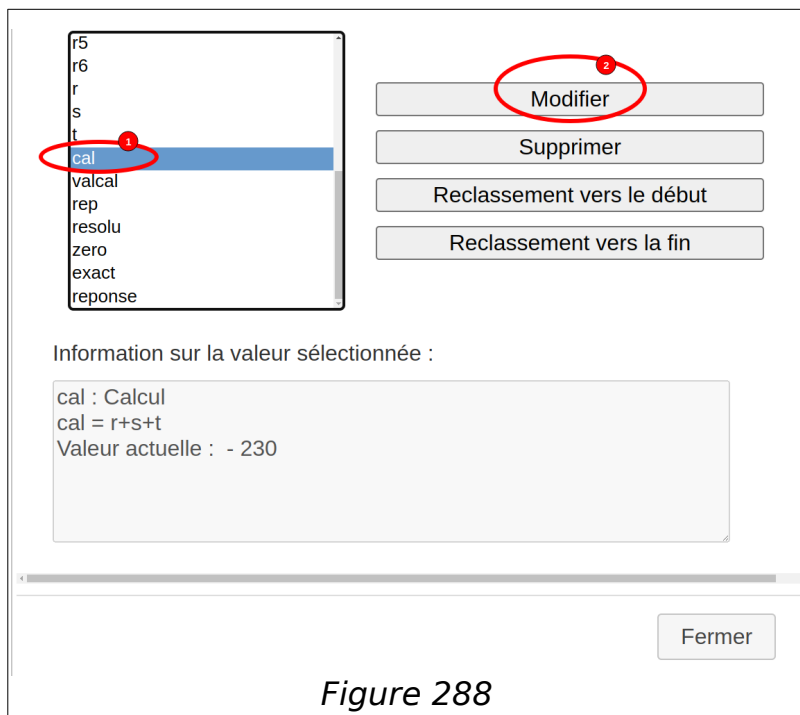 r5
r6
r
s
t
1
cal
valcal
rep
resolu
zero
exact
reponse
2
Modifier
Supprimer
Reclassement vers le début
Reclassement vers la fin
Information sur la valeur sélectionnée :
cal : Calcul
cal = r+s+t
Valeur actuelle :  - 230
Fermer
Figure 288